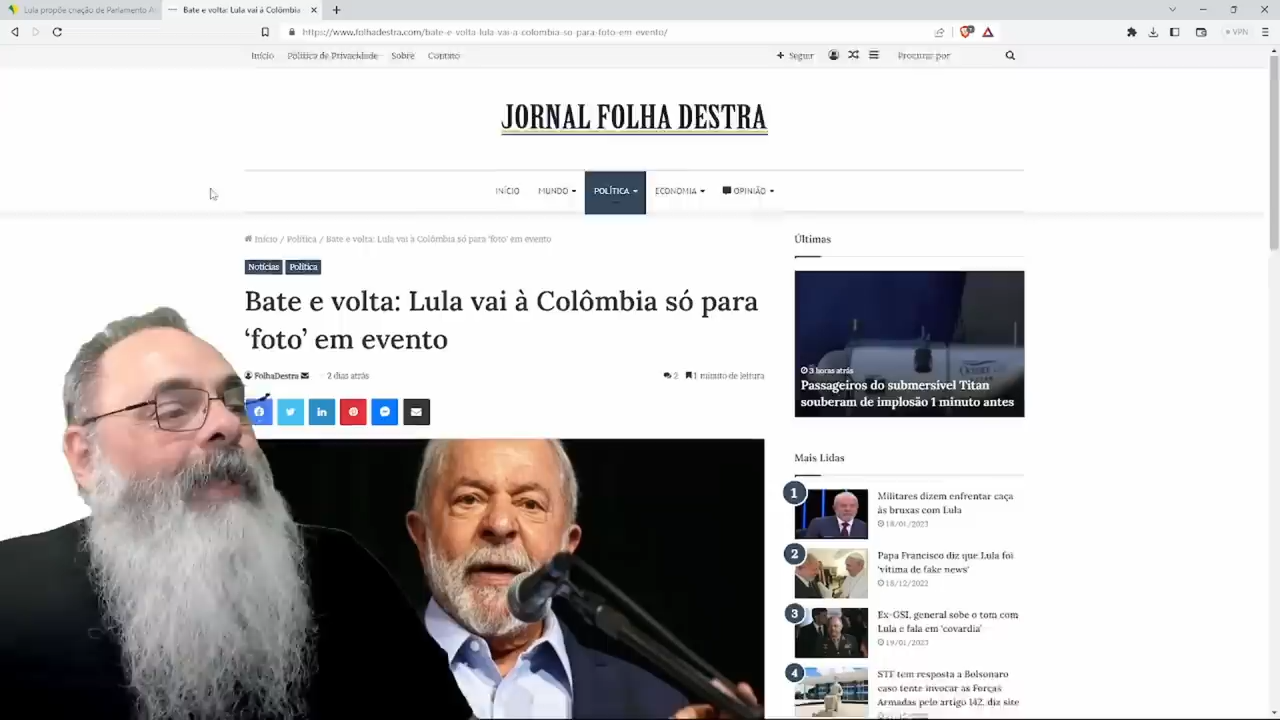 Lula propõe criação de Parlamento A
Bate e volta: Lula vai à Colômbia
https://www.folhadestra.com/bate-e-volta-lula-vai-a-colombia-so-para-foto-em-evento/
VPN
Início Política de Privacidade Sobre Contato
Seguir
Procurar por
JORNAL FOLHA DESTRA
INÍCIO MUNDO POLÍTICA ECONOMIA OPINIÃO
Início / Política / Bate e volta: Lula vai à Colômbia só para 'foto' em evento
Notícias Política
Bate e volta: Lula vai à Colômbia só para
‘foto’ em evento
FolhaDestra 2 dias atrás
2 1 minuto de leitura
Últimas
3 horas atrás
Passageiros do submersível Titan
souberam de implosão 1 minuto antes
Mais Lidas
1
Militares dizem enfrentar caça
às bruxas com Lula
18/01/2023
2
Papa Francisco diz que Lula foi
'vítima de fake news'
18/12/2022
3
Ex-GSI, general sobe o tom com
Lula e fala em 'covardia'
19/01/2023
4
STF tem resposta a Bolsonaro
caso tente invocar as Forças
Armadas pelo artigo 142, diz site